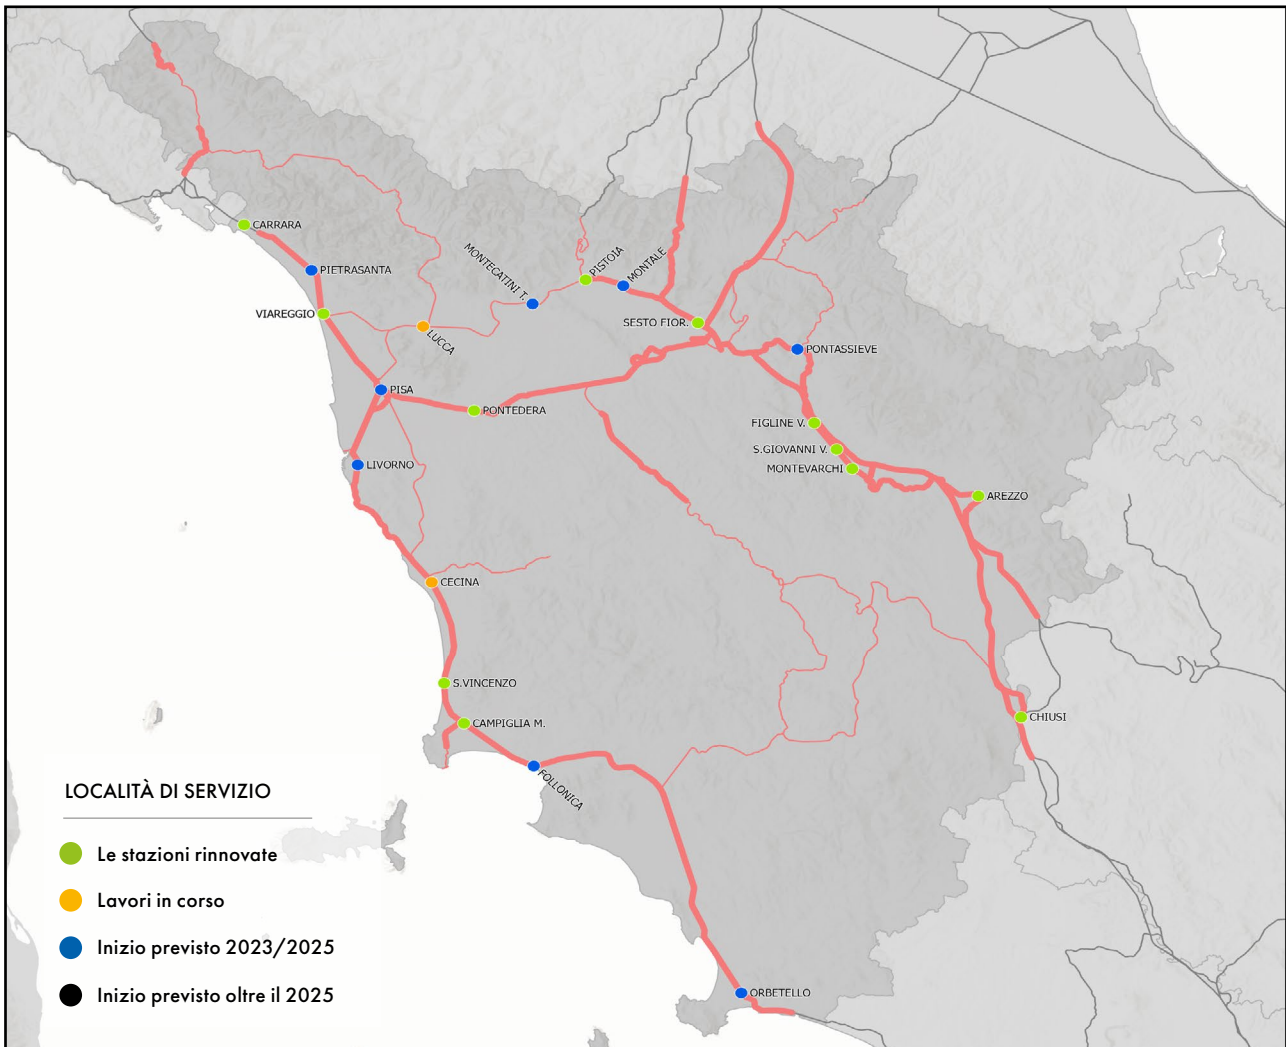 CARRARA
PIETRASANTA
VIAREGGIO
LUCCA
MONTECATINI T.
PISTOIA
MONTALE
SESTO FIOR.
PONTASSIEVE
PISA
PONTEDERA
FIGLINE V.
S.GIOVANNI V.
MONTEVARCHI
LIVORNO
AREZZO
CECINA
S.VINCENZO
CAMPIGLIA M.
CHIUSI
FOLLONICA
ORBETELLO
LOCALITÀ DI SERVIZIO
Le stazioni rinnovate
Lavori in corso
Inizio previsto 2023/2025
Inizio previsto oltre il 2025